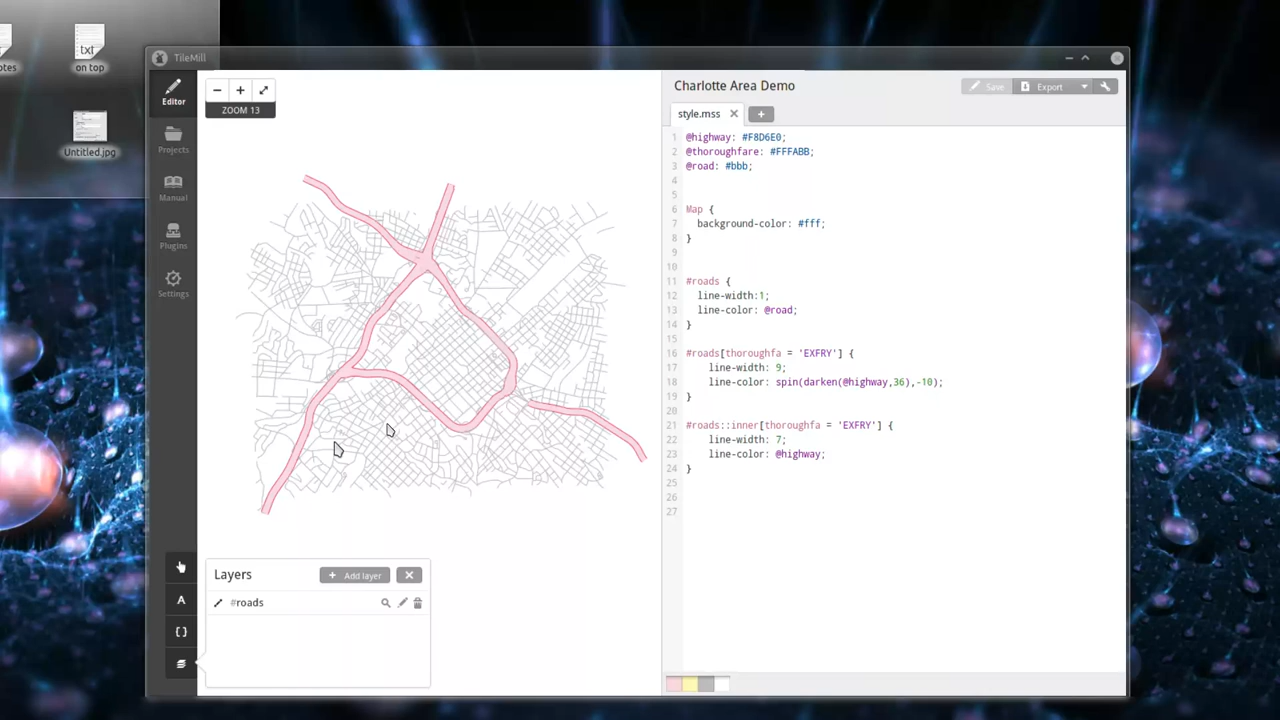 txt
otes
on top
Untitled.jpg
TileMill
Editor
Projects
Manual
Plugins
Settings
ZOOM 13
Charlotte Area Demo
Save
Export
style.mss
1 @highway: #F8D6E0;
2 @thoroughfare: #FFFABB;
3 @road: #bbb;
4
5
6 Map {
7 background-color: #fff;
8 }
9
10
11 #roads {
12 line-width:1;
13 line-color: @road;
14 }
15
16 #roads[thoroughfa = 'EXFRY'] {
17 line-width: 9;
18 line-color: spin(darken(@highway,36),-10);
19 }
20
21 #roads::inner[thoroughfa = 'EXFRY'] {
22 line-width: 7;
23 line-color: @highway;
24 }
25
26
27
A
Layers
+ Add layer
#roads